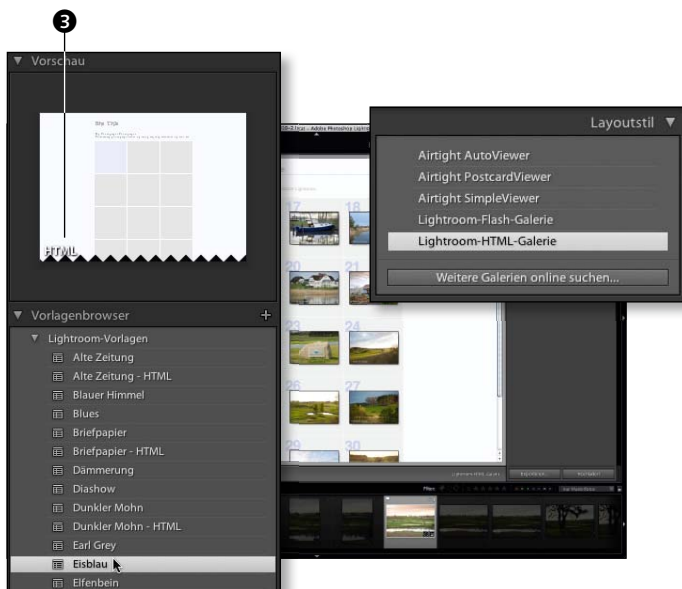 3
Vorschau
Site Title
HTML
Vorlagenbrowser +
Lightroom-Vorlagen
Alte Zeitung
Alte Zeitung - HTML
Blauer Himmel
Blues
Briefpapier
Briefpapier - HTML
Dämmerung
Diashow
Dunkler Mohn
Dunkler Mohn - HTML
Earl Grey
Eisblau
Elfenbein
Layoutstil
Airtight AutoViewer
Airtight PostcardViewer
Airtight SimpleViewer
Lightroom-Flash-Galerie
Lightroom-HTML-Galerie
Weitere Galerien online suchen...
17 18
20 21
23 24
26 27
29 30